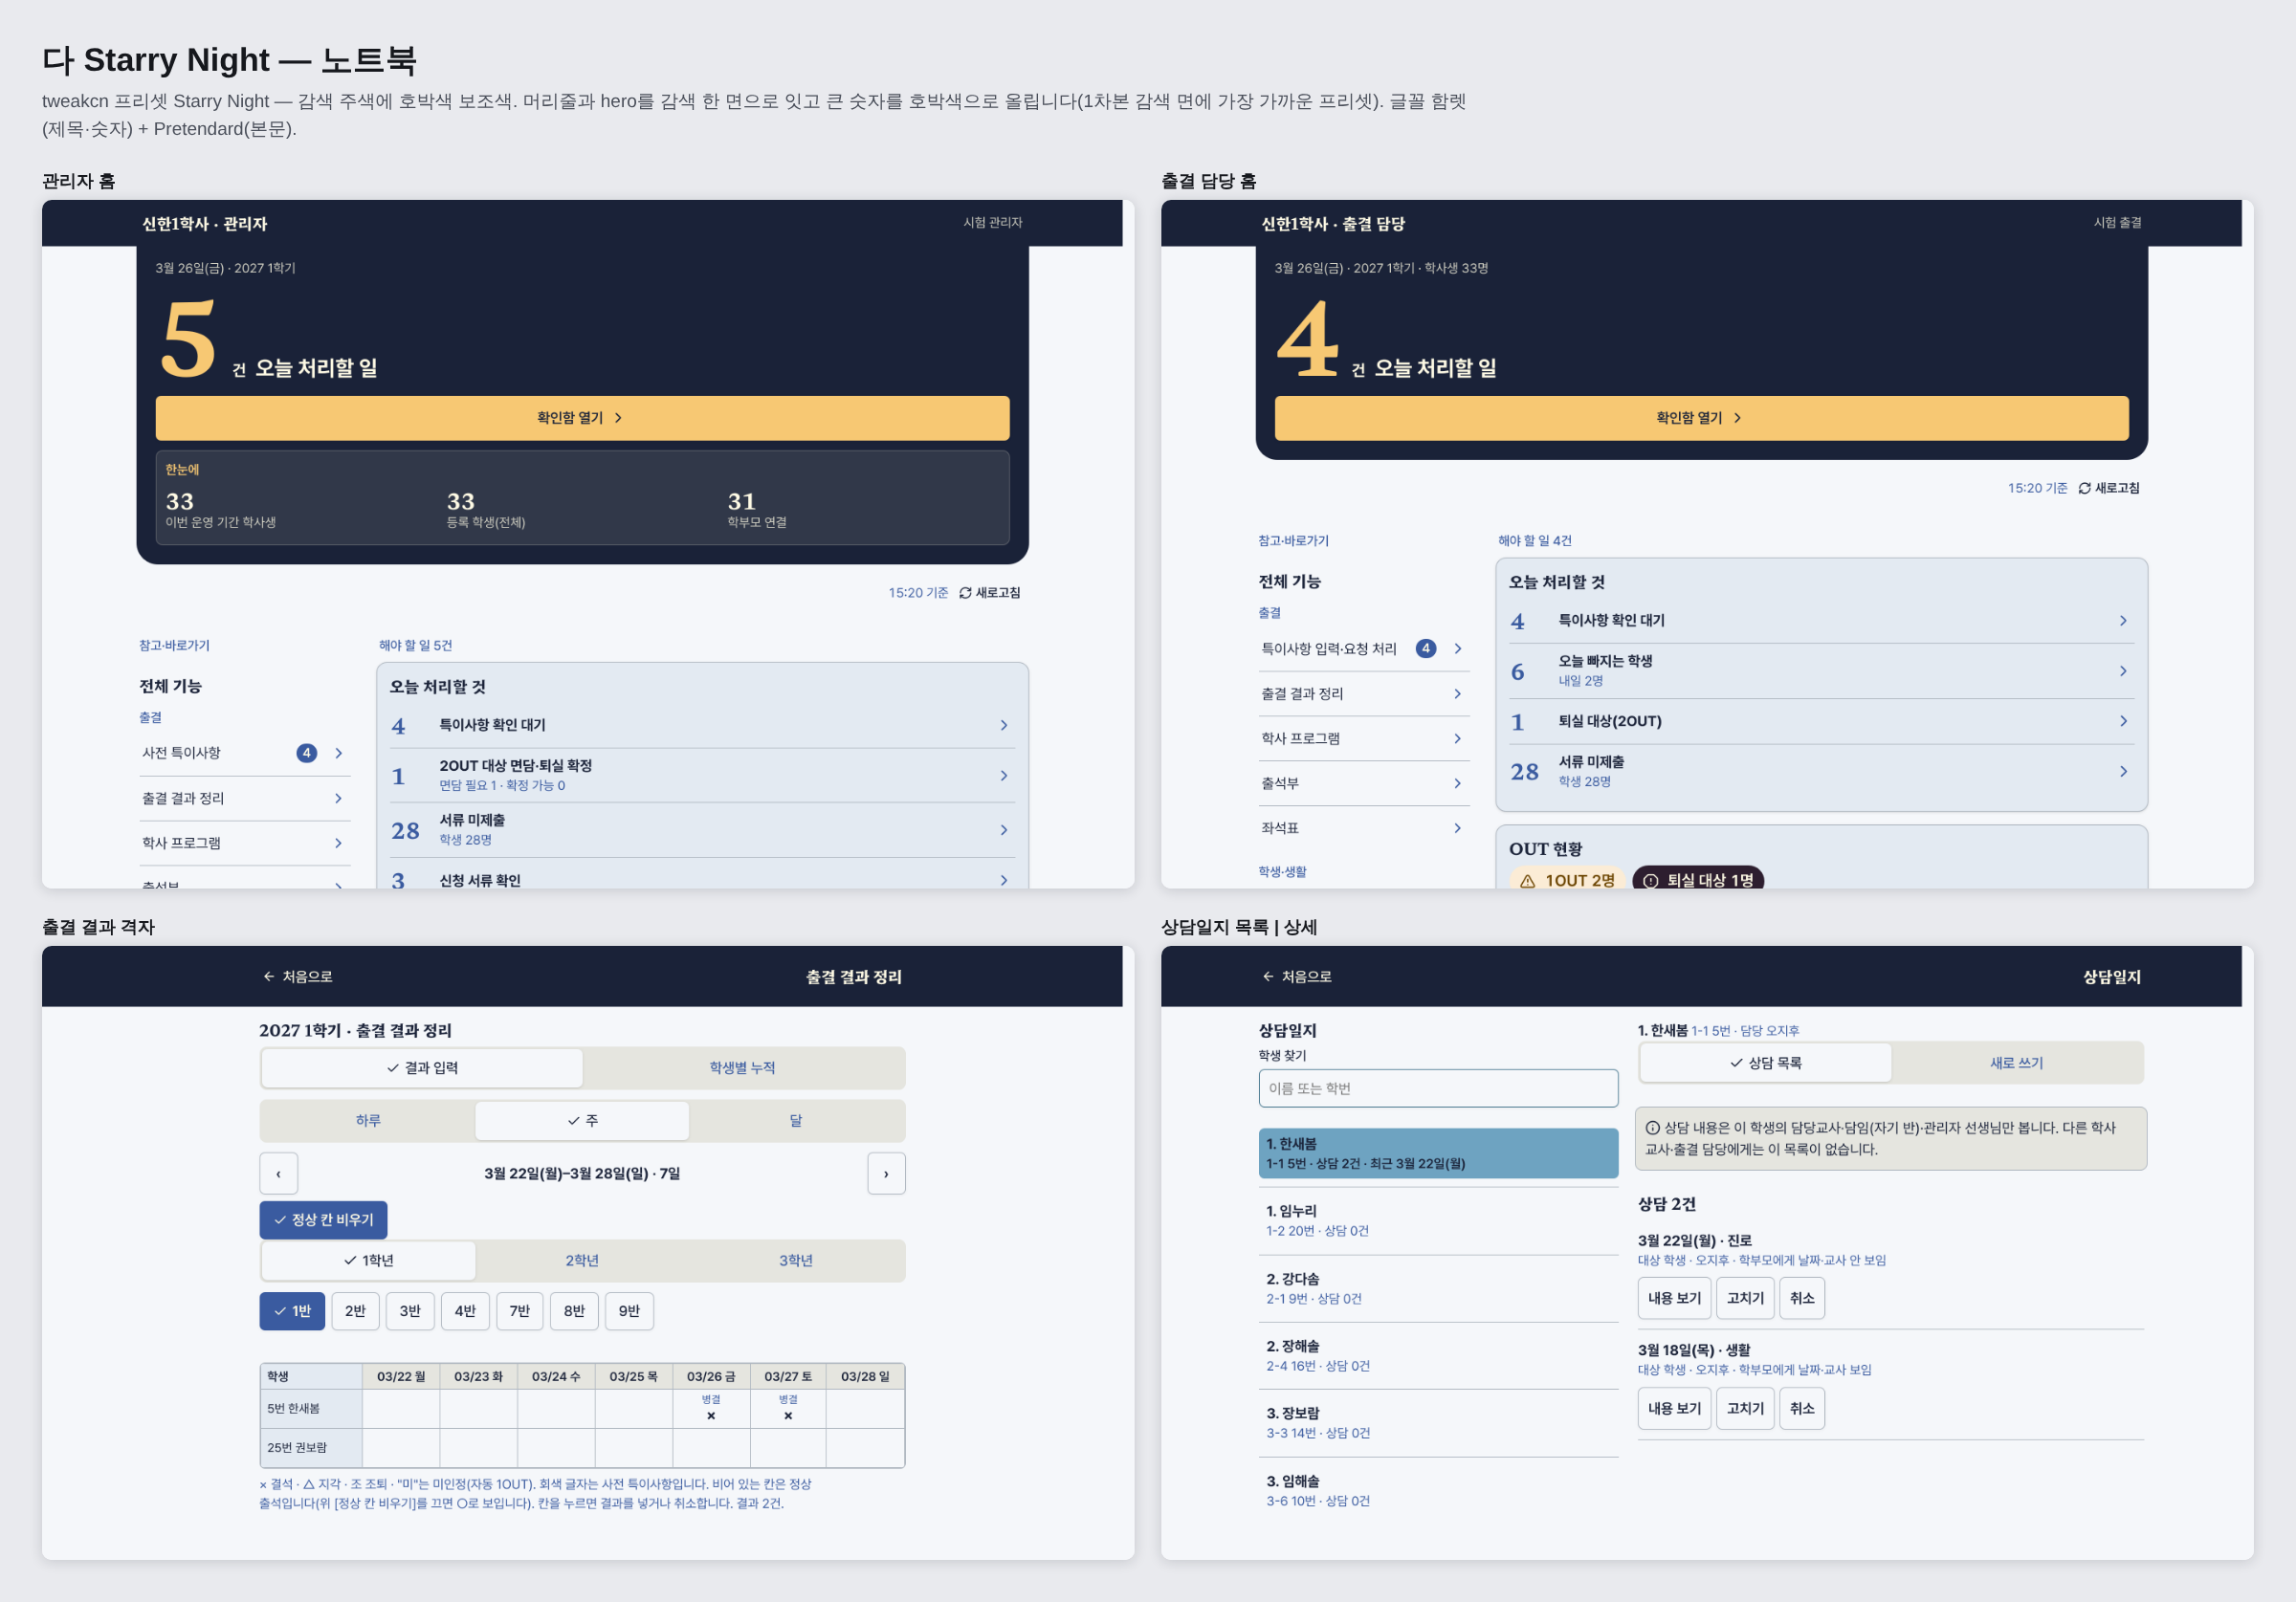 다 Starry Night — 노트북
tweakcn 프리셋 Starry Night — 감색 주색에 호박색 보조색. 머리줄과 hero를 감색 한 면으로 잇고 큰 숫자를 호박색으로 올립니다(1차본 감색 면에 가장 가까운 프리셋). 글꼴 함렛
(제목·숫자) + Pretendard(본문).
관리자 홈
신한1학사 · 관리자
시험 관리자
3월 26일(금) · 2027 1학기
5 건 오늘 처리할 일
확인함 열기
한눈에
33
33
31
이번 운영 기간 학사생
등록 학생(전체)
학부모 연결
15:20 기준 새로고침
참고·바로가기
전체 기능
출결
사전 특이사항 4
출결 결과 정리
학사 프로그램
출석부
해야 할 일 5건
오늘 처리할 것
4 특이사항 확인 대기
1 2OUT 대상 면담·퇴실 확정
면담 필요 1 · 확정 가능 0
28 서류 미제출
학생 28명
3 신청 서류 확인
출결 담당 홈
신한1학사 · 출결 담당
시험 출결
3월 26일(금) · 2027 1학기 · 학사생 33명
4 건 오늘 처리할 일
확인함 열기
15:20 기준 새로고침
참고·바로가기
전체 기능
출결
특이사항 입력·요청 처리 4
출결 결과 정리
학사 프로그램
출석부
좌석표
학생·생활
해야 할 일 4건
오늘 처리할 것
4 특이사항 확인 대기
6 오늘 빠지는 학생
내일 2명
1 퇴실 대상(2OUT)
28 서류 미제출
학생 28명
OUT 현황
1OUT 2명
퇴실 대상 1명
출결 결과 격자
← 처음으로
출결 결과 정리
2027 1학기 · 출결 결과 정리
✓ 결과 입력
학생별 누적
하루
✓ 주
달
‹
3월 22일(월)–3월 28일(일) · 7일
›
✓ 정상 칸 비우기
✓ 1학년
2학년
3학년
✓ 1반
2반
3반
4반
7반
8반
9반
학생 03/22 월 03/23 화 03/24 수 03/25 목 03/26 금 03/27 토 03/28 일
5번 한새봄 병결 × 병결 ×
25번 권보람
× 결석 · △ 지각 · 조 조퇴 · "미"는 미인정(자동 1OUT). 회색 글자는 사전 특이사항입니다. 비어 있는 칸은 정상
출석입니다(위 [정상 칸 비우기]를 끄면 ○로 보입니다). 칸을 누르면 결과를 넣거나 취소합니다. 결과 2건.
상담일지 목록 | 상세
← 처음으로
상담일지
상담일지
학생 찾기
이름 또는 학번
1. 한새봄
1-1 5번 · 상담 2건 · 최근 3월 22일(월)
1. 임누리
1-2 20번 · 상담 0건
2. 강다솔
2-1 9번 · 상담 0건
2. 장해솔
2-4 16번 · 상담 0건
3. 장보람
3-3 14번 · 상담 0건
3. 임해솔
3-6 10번 · 상담 0건
1. 한새봄 1-1 5번 · 담당 오지후
✓ 상담 목록
새로 쓰기
상담 내용은 이 학생의 담당교사·담임(자기 반)·관리자 선생님만 봅니다. 다른 학사
교사·출결 담당에게는 이 목록이 없습니다.
상담 2건
3월 22일(월) · 진로
대상 학생 · 오지후 · 학부모에게 날짜·교사 안 보임
내용 보기
고치기
취소
3월 18일(목) · 생활
대상 학생 · 오지후 · 학부모에게 날짜·교사 보임
내용 보기
고치기
취소